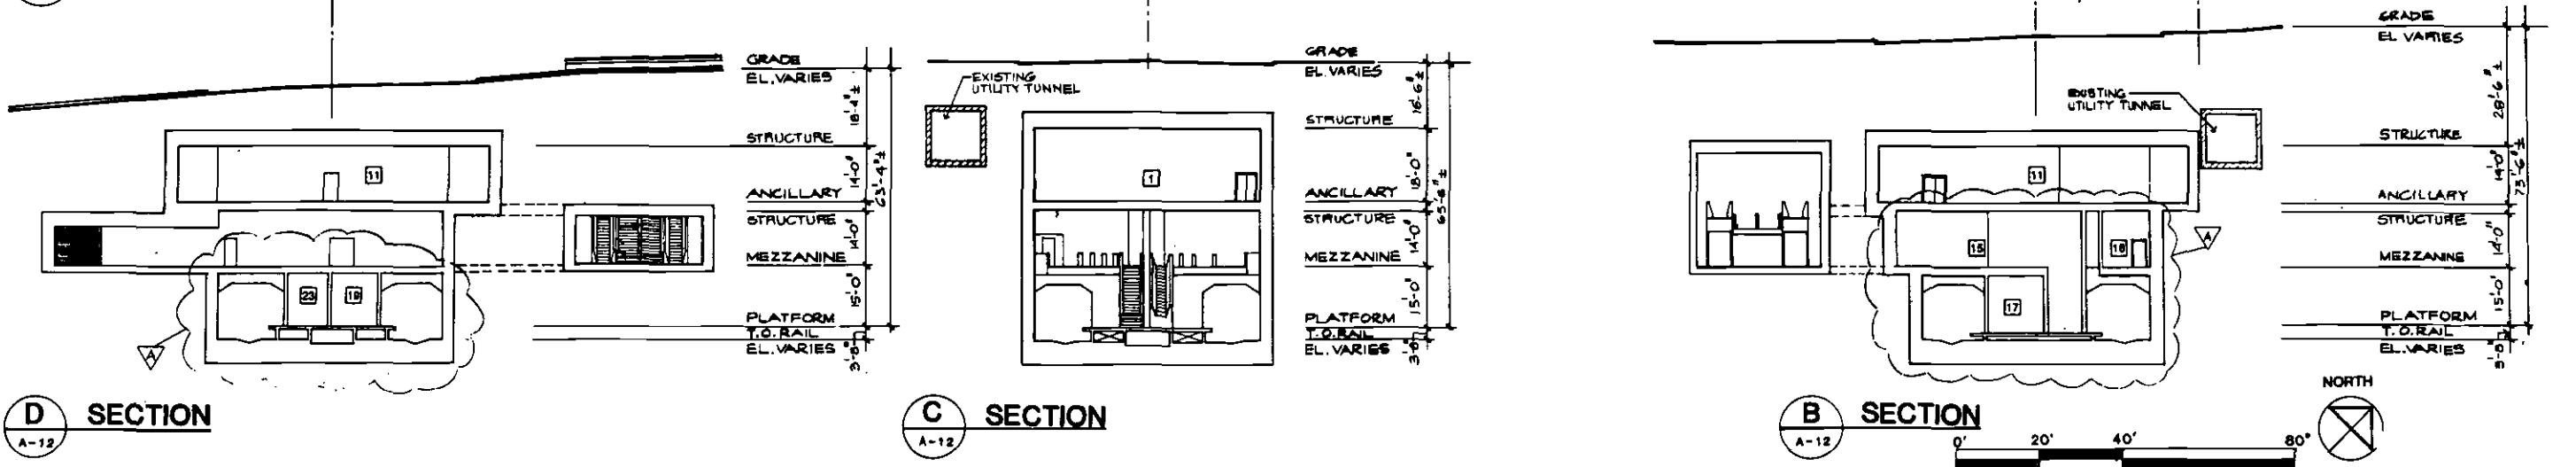 GRADE
EL. VARIES
18'-4" ±
STRUCTURE
14'-0"
63'-4" ±
11
ANCILLARY
STRUCTURE
14'-0"
MEZZANINE
15'-0"
23
19
PLATFORM
T.O. RAIL
EL. VARIES
3'-8"
A
D
A-12
SECTION
GRADE
EL. VARIES
EXISTING
UTILITY TUNNEL
STRUCTURE
1
18'-0"
65'-6" ±
ANCILLARY
STRUCTURE
14'-0"
MEZZANINE
15'-0"
PLATFORM
T.O. RAIL
EL. VARIES
3'-8"
C
A-12
SECTION
GRADE
EL VARIES
28'-6" ±
EXISTING
UTILITY TUNNEL
STRUCTURE
14'-0"
73'-6" ±
11
ANCILLARY
STRUCTURE
14'-0"
A
15
MEZZANINE
15'-0"
17
PLATFORM
T.O. RAIL
EL. VARIES
3'-8"
NORTH
B
A-12
SECTION
0' 20' 40' 80'